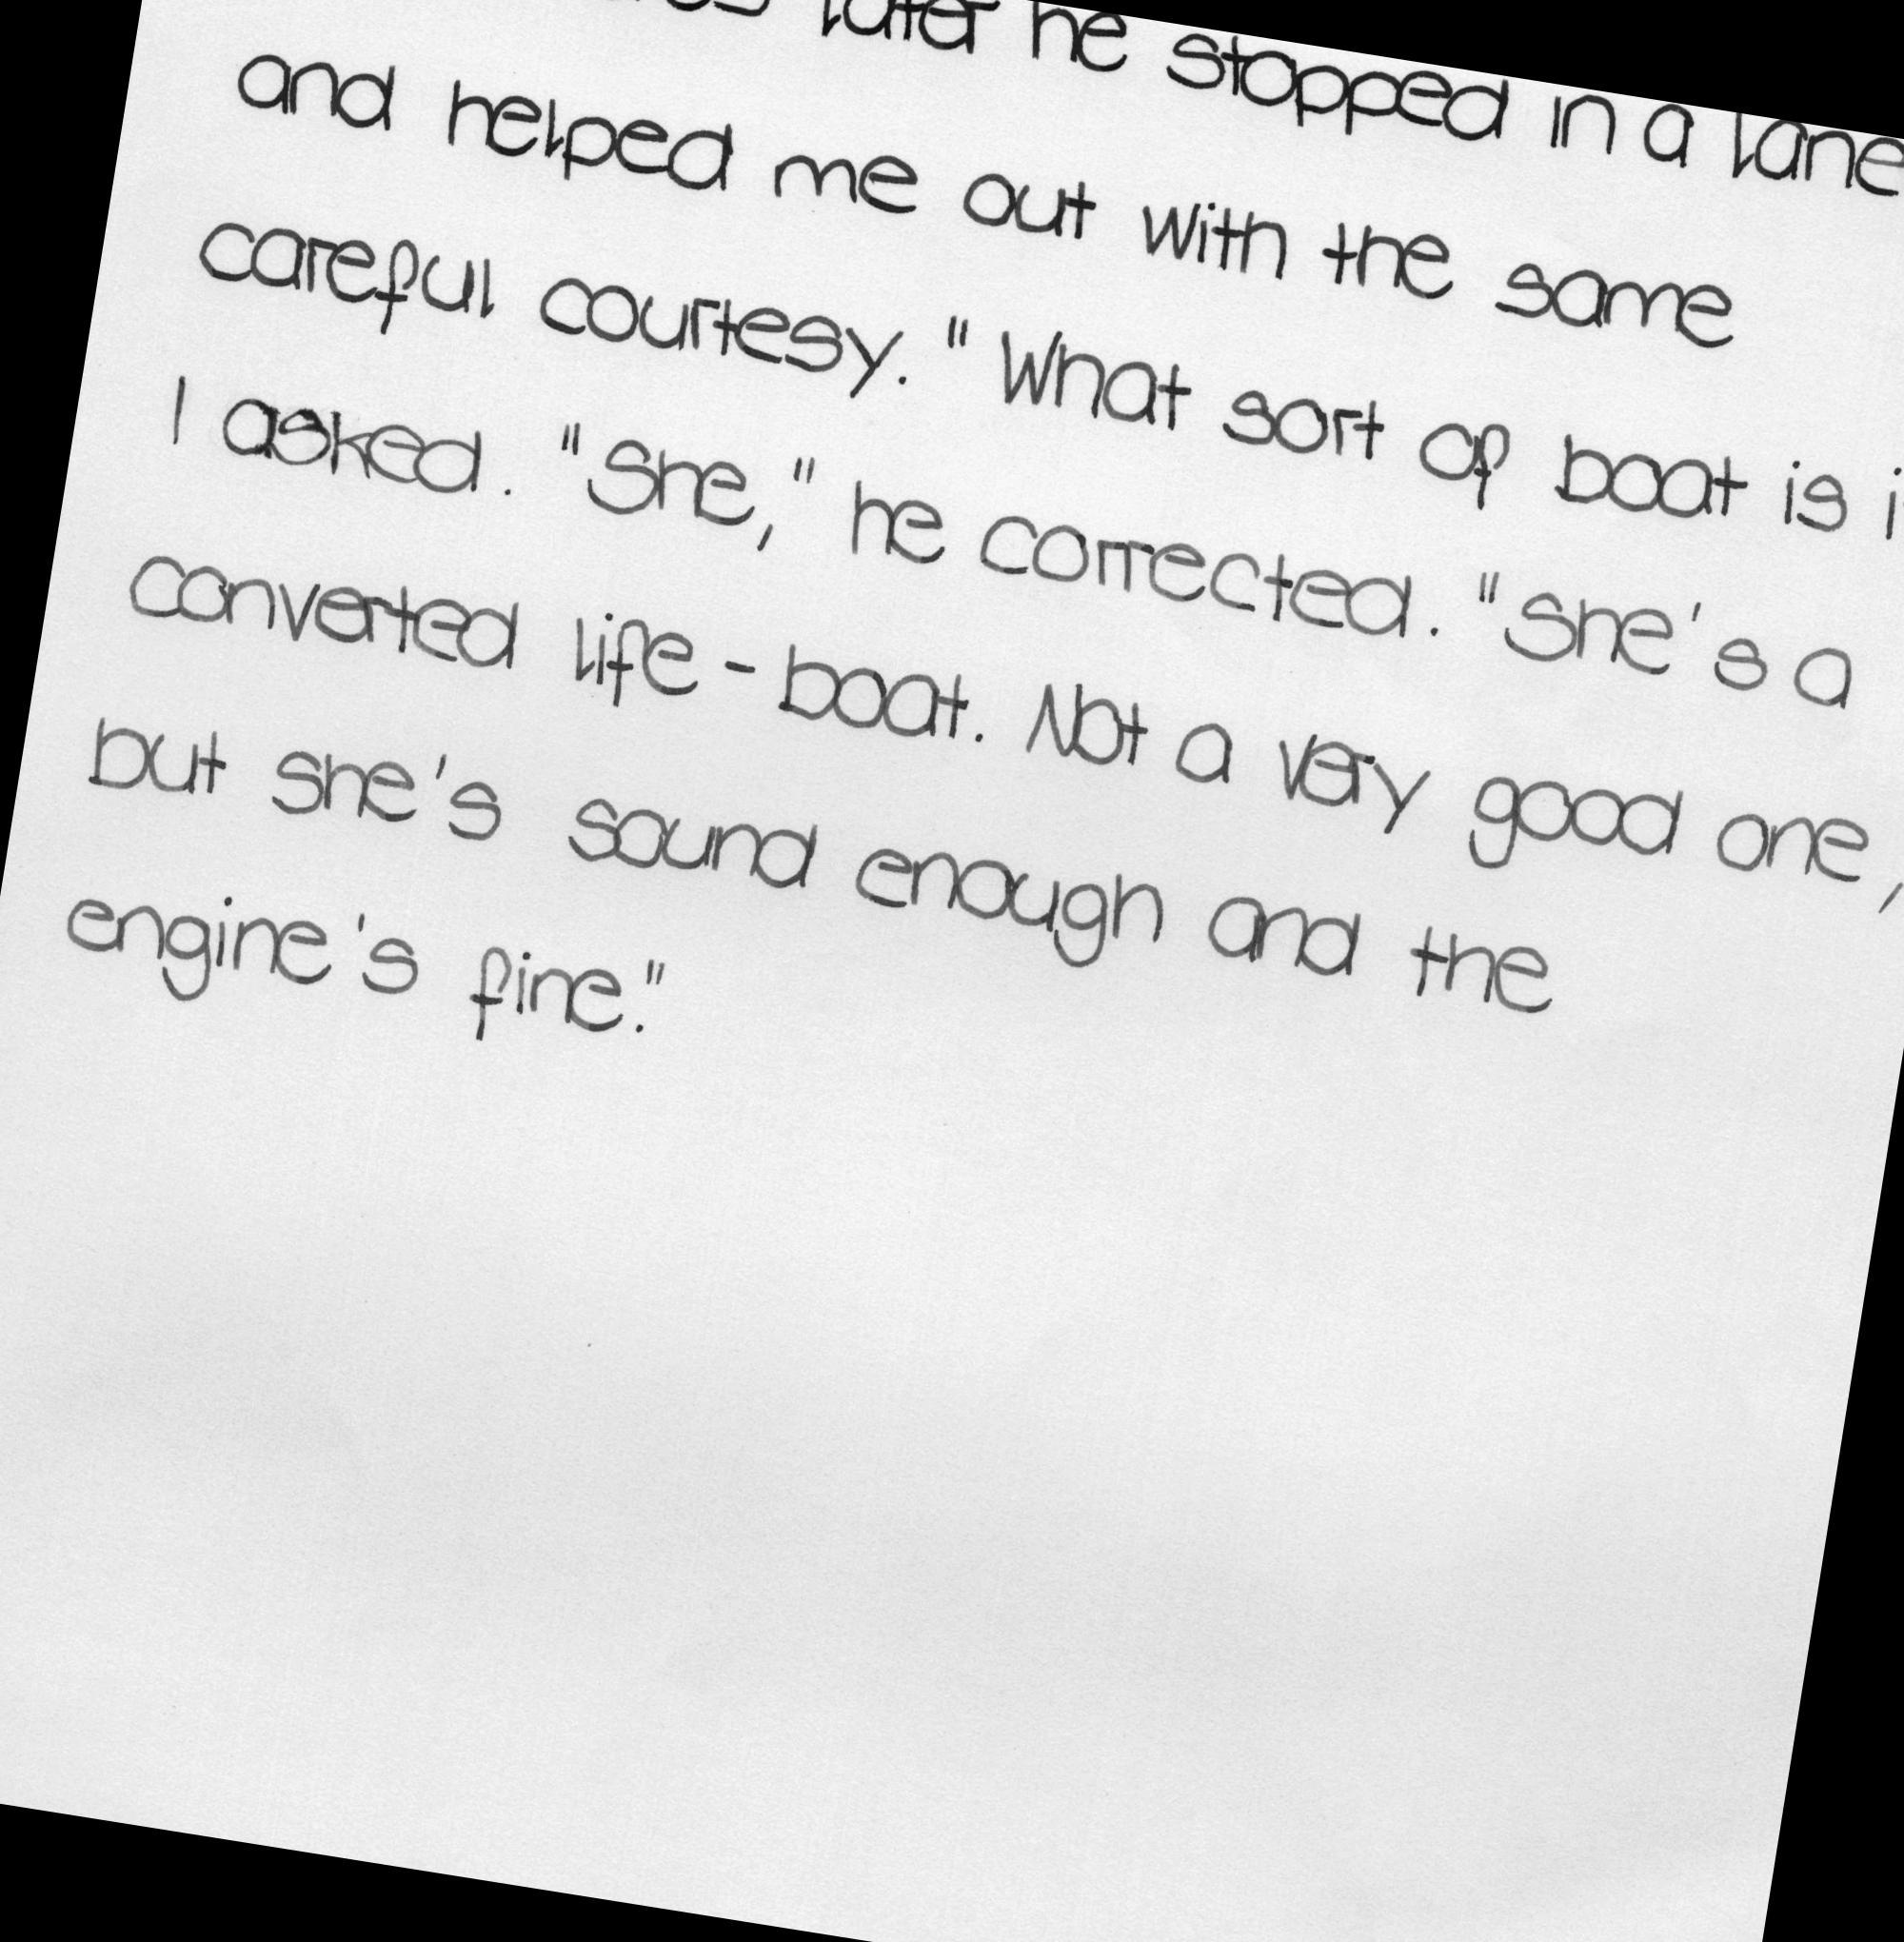 later he stopped in a lane
and helped me out with the same
careful courtesy. "What sort of boat is
I asked. "She," he corrected. "She's a
converted life-boat. Not a very good one,
but she's sound enough and the
engine's fine."